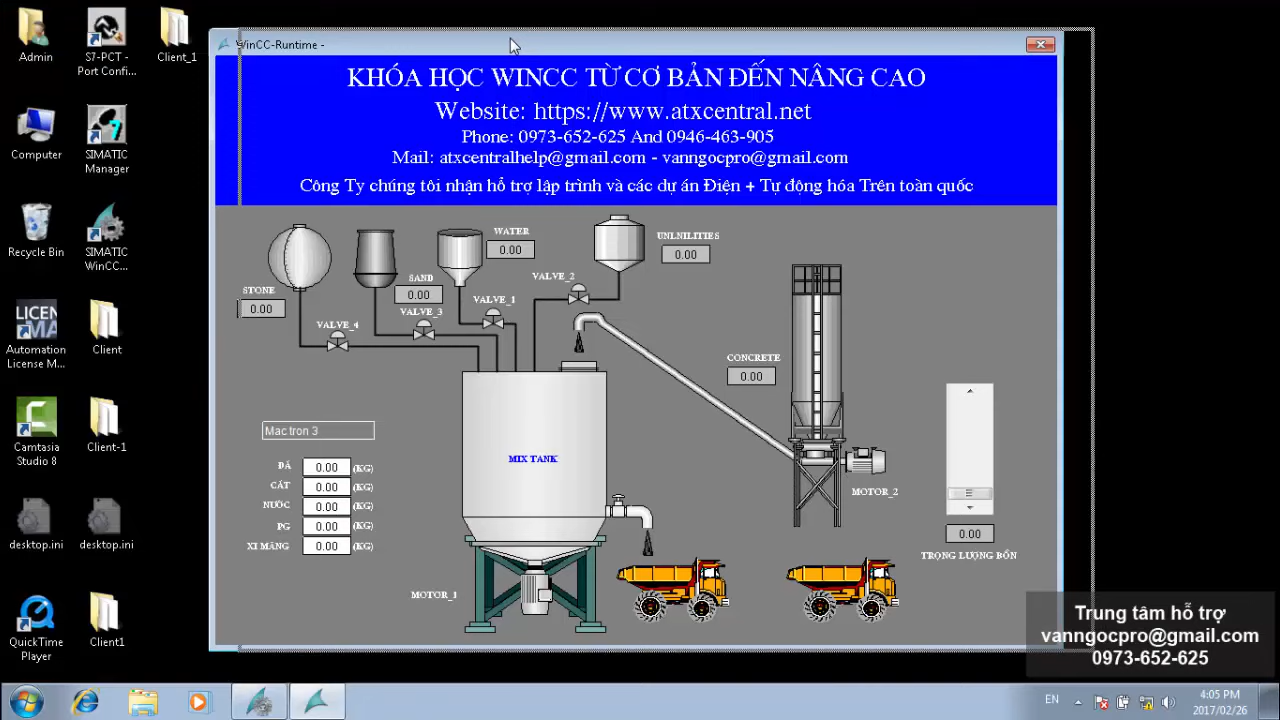 Admin
S7-PCT -
Port Confi...
Client_1
Computer
SIMATIC
Manager
Recycle Bin
SIMATIC
WinCC...
Automation
License M...
Client
Camtasia
Studio 8
Client-1
desktop.ini
desktop.ini
QuickTime
Player
Client1
WinCC-Runtime -
KHÓA HỌC WINCC TỪ CƠ BẢN ĐẾN NÂNG CAO
Website: https://www.atxcentral.net
Phone: 0973-652-625 And 0946-463-905
Mail: atxcentralhelp@gmail.com - vanngocpro@gmail.com
Công Ty chúng tôi nhận hỗ trợ lập trình và các dự án Điện + Tự động hóa Trên toàn quốc
WATER
0.00
UNLNILITIES
0.00
STONE
0.00
SAND
0.00
VALVE_2
VALVE_1
VALVE_3
VALVE_4
CONCRETE
0.00
Mac tron 3
MIX TANK
ĐÁ 0.00 (KG)
CÁT 0.00 (KG)
NƯỚC 0.00 (KG)
PG 0.00 (KG)
XI MĂNG 0.00 (KG)
MOTOR_2
0.00
TRỌNG LƯỢNG BỒN
MOTOR_1
Trung tâm hỗ trợ
vanngocpro@gmail.com
0973-652-625
EN
4:05 PM
2017/02/26